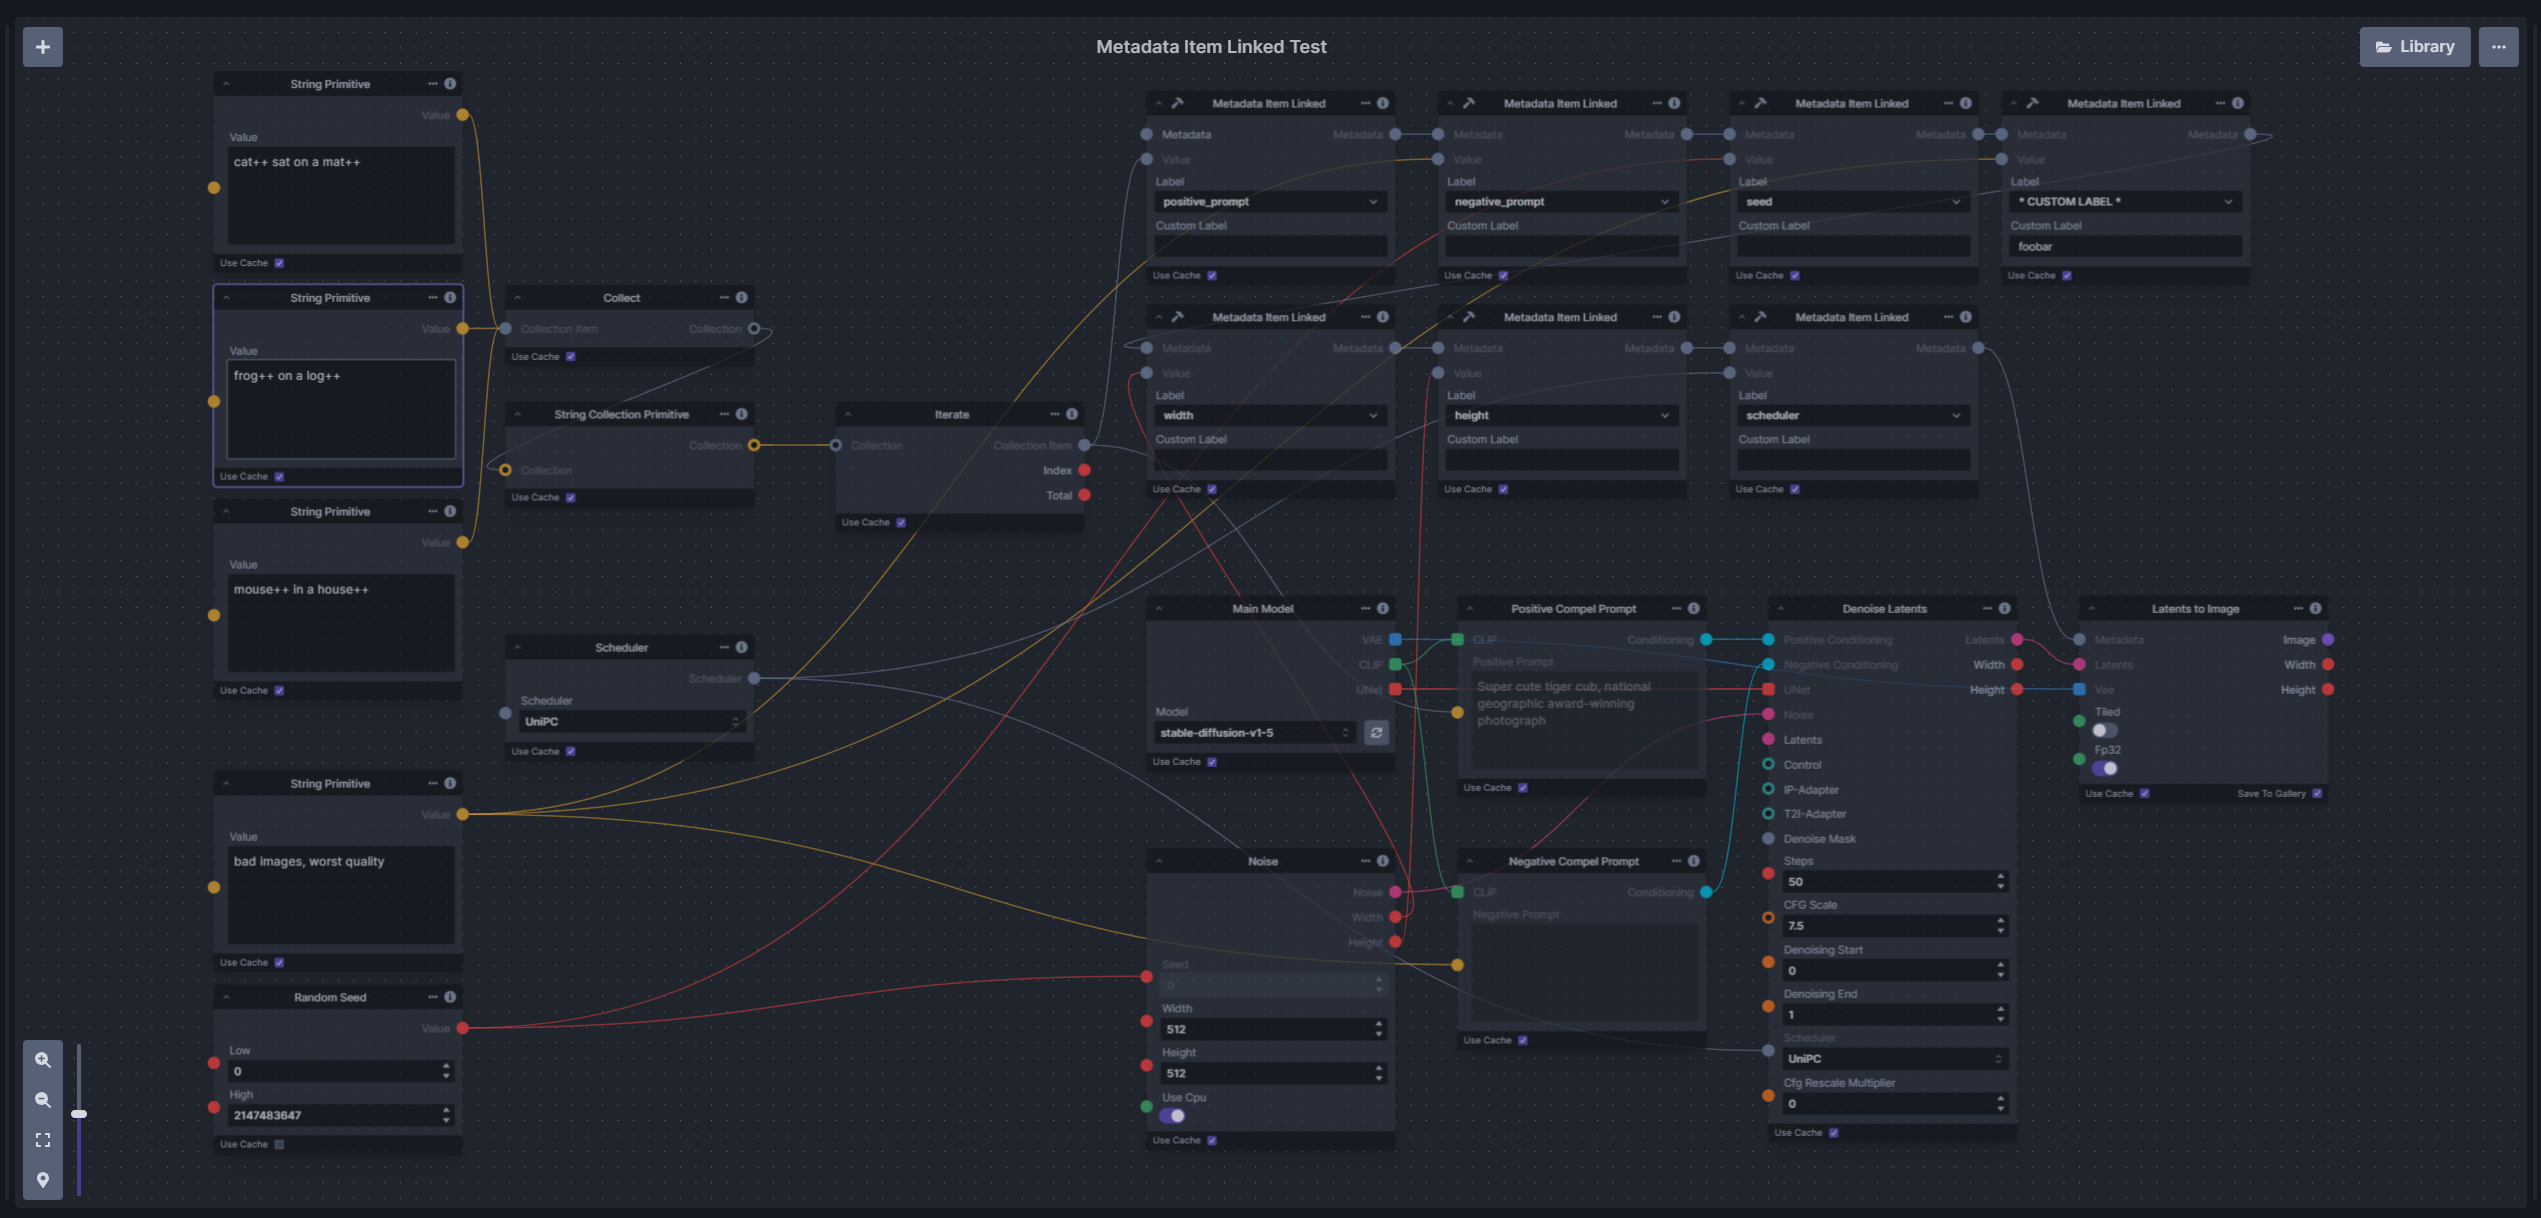 Metadata Item Linked Test
Library
String Primitive
Value
Value
cat++ sat on a mat++
Use Cache
String Primitive
Value
Value
frog++ on a log++
Use Cache
String Primitive
Value
Value
mouse++ in a house++
Use Cache
String Primitive
Value
Value
bad images, worst quality
Use Cache
Random Seed
Value
Low
0
High
2147483647
Use Cache
Collect
Collection Item Collection
Use Cache
String Collection Primitive
Collection
Collection
Use Cache
Scheduler
Scheduler
Scheduler
UniPC
Use Cache
Iterate
Collection Collection Item
Index
Total
Use Cache
Metadata Item Linked
Metadata Metadata
Value
Label
positive_prompt
Custom Label
Use Cache
Metadata Item Linked
Metadata Metadata
Value
Label
negative_prompt
Custom Label
Use Cache
Metadata Item Linked
Metadata Metadata
Value
Label
seed
Custom Label
Use Cache
Metadata Item Linked
Metadata Metadata
Value
Label
* CUSTOM LABEL *
Custom Label
foobar
Use Cache
Metadata Item Linked
Metadata Metadata
Value
Label
width
Custom Label
Use Cache
Metadata Item Linked
Metadata Metadata
Value
Label
height
Custom Label
Use Cache
Metadata Item Linked
Metadata Metadata
Value
Label
scheduler
Custom Label
Use Cache
Main Model
VAE
CLIP
UNet
Model
stable-diffusion-v1-5
Use Cache
Noise
Noise
Width
Height
Seed
0
Width
512
Height
512
Use Cpu
Use Cache
Positive Compel Prompt
CLIP Conditioning
Positive Prompt
Super cute tiger cub, national
geographic award-winning
photograph
Use Cache
Negative Compel Prompt
CLIP Conditioning
Negative Prompt
Use Cache
Denoise Latents
Positive Conditioning Latents
Negative Conditioning Width
UNet Height
Noise
Latents
Control
IP-Adapter
T2I-Adapter
Denoise Mask
Steps
50
CFG Scale
7.5
Denoising Start
0
Denoising End
1
Scheduler
UniPC
Cfg Rescale Multiplier
0
Use Cache
Latents to Image
Metadata Image
Latents Width
Vae Height
Tiled
Fp32
Use Cache Save To Gallery